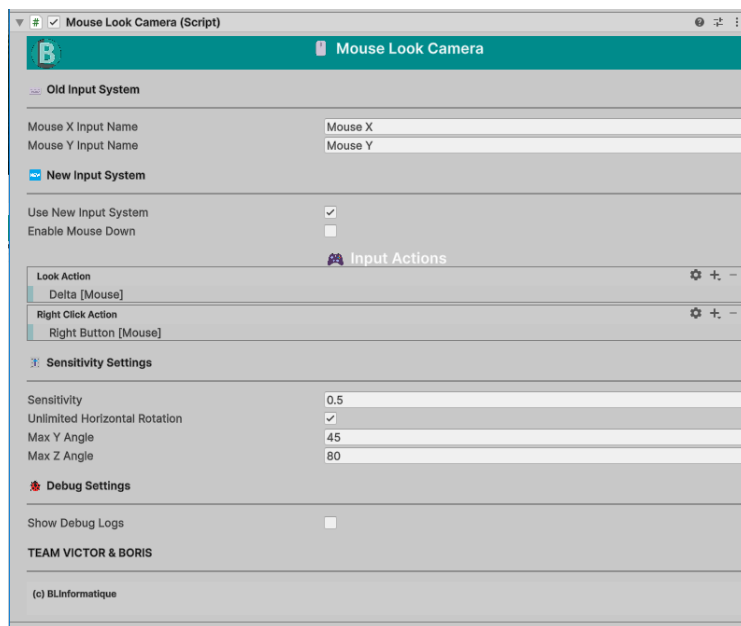 Mouse Look Camera (Script)
B
Mouse Look Camera
Old Input System
Mouse X Input Name Mouse X
Mouse Y Input Name Mouse Y
New Input System
Use New Input System
Enable Mouse Down
Input Actions
Look Action
Delta [Mouse]
Right Click Action
Right Button [Mouse]
Sensitivity Settings
Sensitivity 0.5
Unlimited Horizontal Rotation
Max Y Angle 45
Max Z Angle 80
Debug Settings
Show Debug Logs
TEAM VICTOR & BORIS
(c) BLInformatique